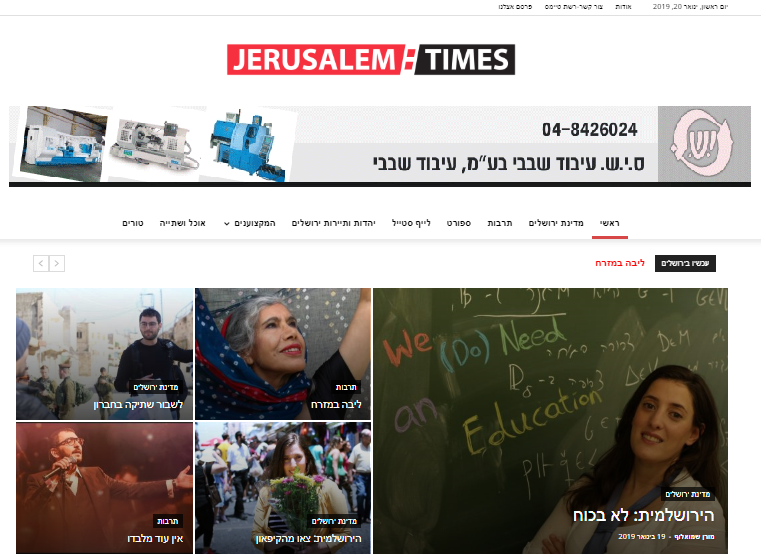 יום ראשון, ינואר 20, 2019 אודות צור קשר-רשת טיימס פרסם אצלנו
JERUSALEM TIMES
04-8426024
ס.י.ש. עיבוד שבבי בע"מ, עיבוד שבבי
ראשי מדינת ירושלים תרבות ספורט לייף סטייל יהדות ותיירות ירושלים המקצוענים אוכל ושתייה טורים
עכשיו בירושלים ליבה במזרח
We (Do) Need
an Education
מדינת ירושלים
הירושלמית: לא בכוח
19 בינואר 2019
תרבות
ליבה במזרח
מדינת ירושלים
לשבור שתיקה בחברון
מדינת ירושלים
הירושלמית: צאו מהקיפאון
תרבות
אין עוד מלבדו